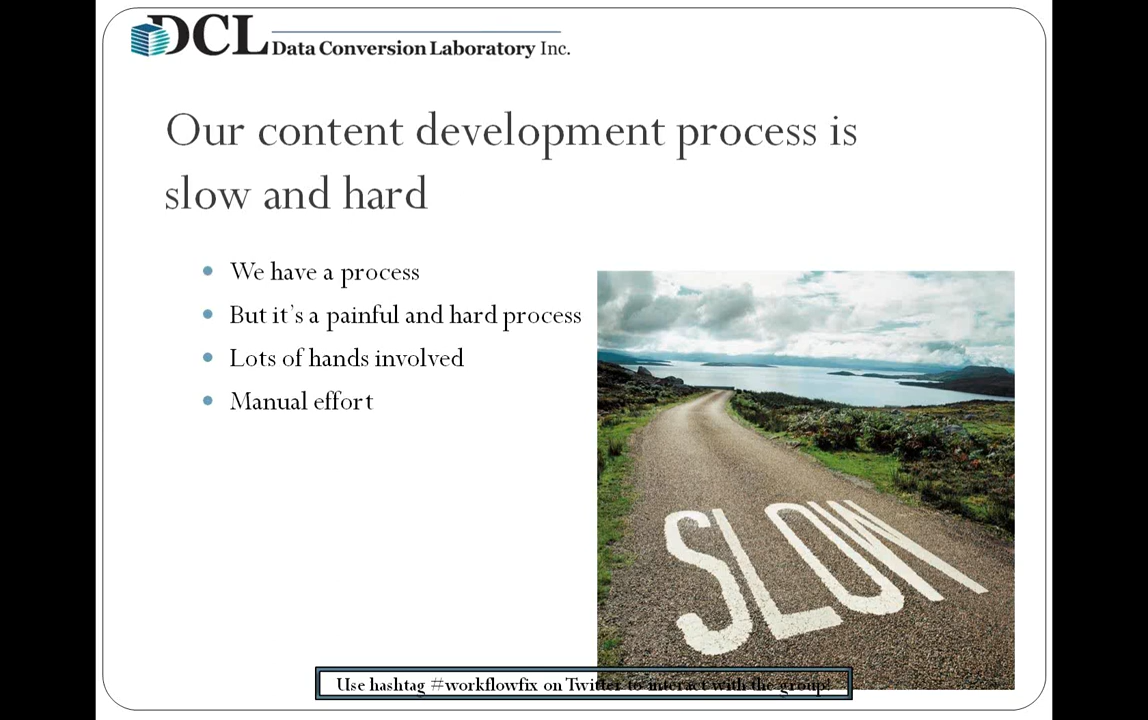 DCL
Data Conversion Laboratory Inc.
Our content development process is
slow and hard
We have a process
But it's a painful and hard process
Lots of hands involved
Manual effort
SLOW
Use hashtag #workflowfix on Twitter to interact with the group!